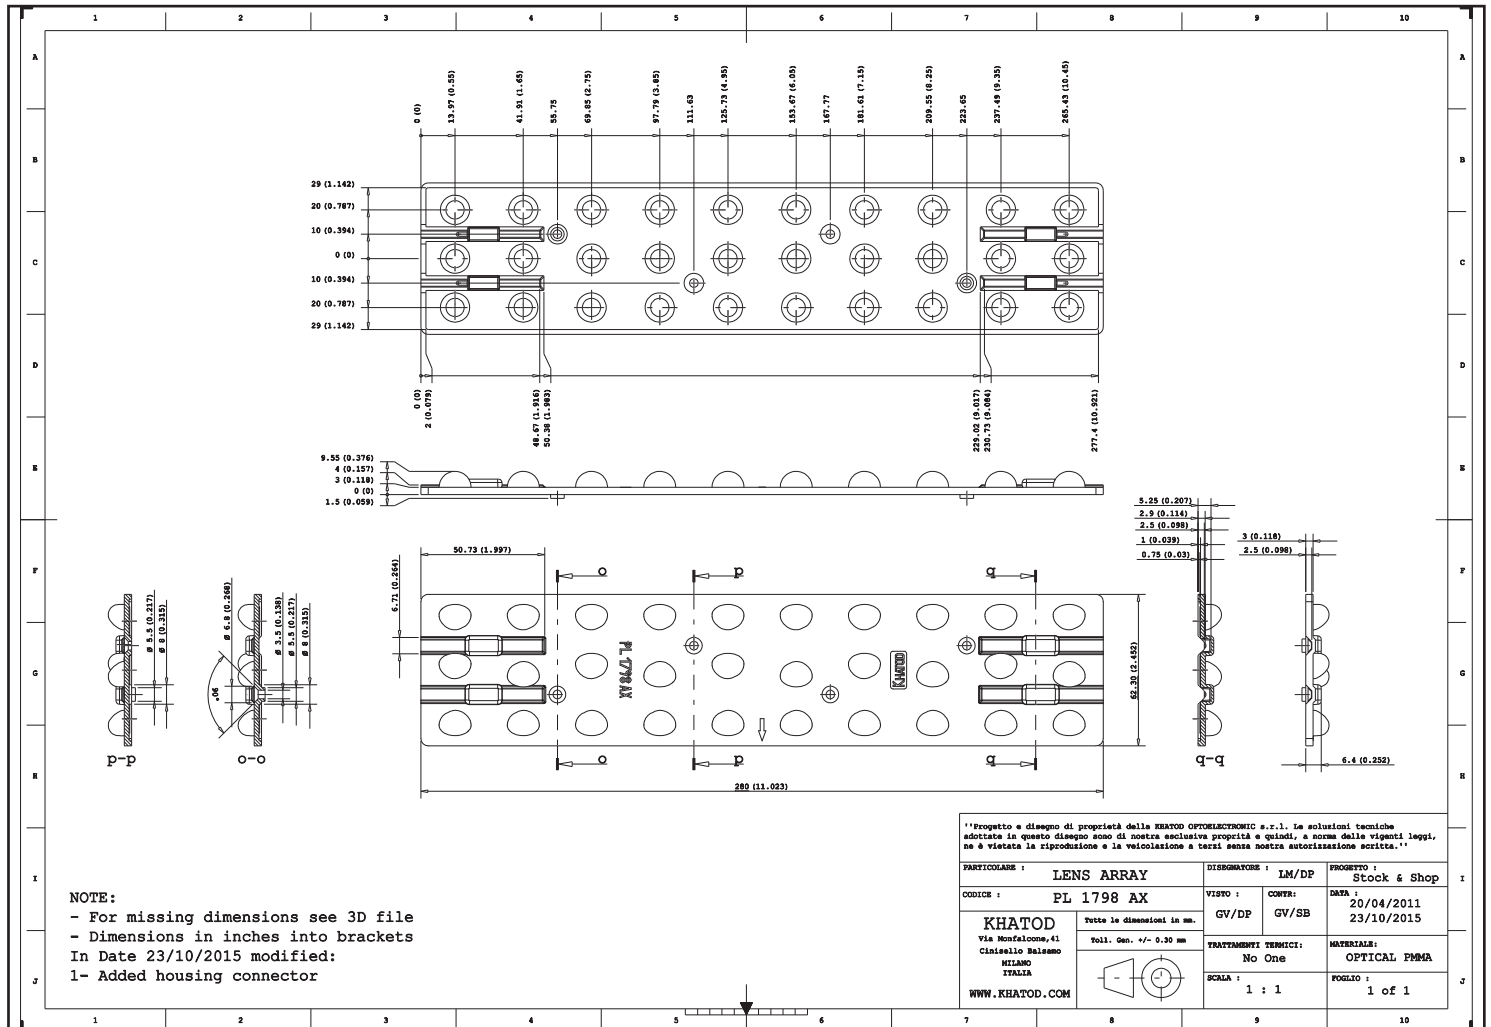 1 2 3 4 5 6 7 8 9 10
A
B
C
D
E
F
G
H
I
J
0 (0)
13.97 (0.55)
41.91 (1.65)
55.75
69.85 (2.75)
97.79 (3.85)
111.63
125.73 (4.95)
153.67 (6.05)
167.77
181.61 (7.15)
209.55 (8.25)
223.65
237.49 (9.35)
265.43 (10.45)
29 (1.142)
20 (0.787)
10 (0.394)
0 (0)
10 (0.394)
20 (0.787)
29 (1.142)
0 (0)
2 (0.079)
48.67 (1.916)
50.38 (1.983)
229.02 (9.017)
230.73 (9.084)
277.4 (10.921)
9.55 (0.376)
4 (0.157)
3 (0.118)
0 (0)
1.5 (0.059)
5.25 (0.207)
2.9 (0.114)
2.5 (0.098)
1 (0.039)
0.75 (0.03)
3 (0.118)
2.5 (0.098)
50.73 (1.997)
6.71 (0.264)
o p q
PL 1798 AX
KHATOD
62.30 (2.452)
o p q
280 (11.023)
Ø 5.5 (0.217)
Ø 8 (0.315)
p-p
Ø 6.8 (0.268)
Ø 3.5 (0.138)
Ø 5.5 (0.217)
Ø 8 (0.315)
90°
o-o
q-q
6.4 (0.252)
NOTE:
- For missing dimensions see 3D file
- Dimensions in inches into brackets
In Date 23/10/2015 modified:
1- Added housing connector
''Progetto e disegno di proprietà della KHATOD OPTOELECTRONIC s.r.l. Le soluzioni tecniche
adottate in questo disegno sono di nostra esclusiva proprità e quindi, a norma delle vigenti leggi,
ne è vietata la riproduzione e la veicolazione a terzi senza nostra autorizzazione scritta.''
PARTICOLARE : LENS ARRAY
DISEGNATORE : LM/DP
PROGETTO : Stock & Shop
CODICE : PL 1798 AX
VISTO : GV/DP
CONTR: GV/SB
DATA : 20/04/2011
23/10/2015
KHATOD
Via Monfalcone,41
Cinisello Balsamo
MILANO
ITALIA
WWW.KHATOD.COM
Tutte le dimensioni in mm.
Toll. Gen. +/- 0.30 mm
TRATTAMENTI TERMICI: No One
MATERIALE: OPTICAL PMMA
SCALA : 1 : 1
FOGLIO : 1 of 1
1 2 3 4 5 6 7 8 9 10
A
B
C
D
E
F
G
H
I
J